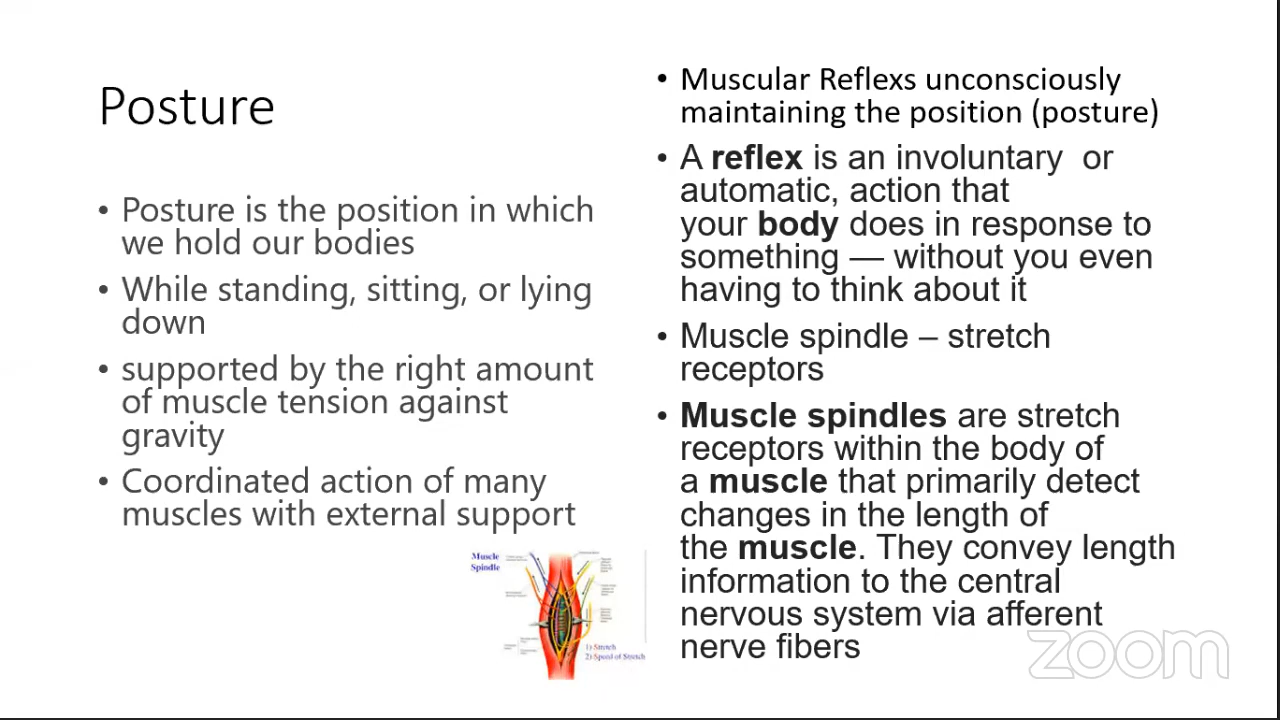 Posture
• Posture is the position in which
we hold our bodies
• While standing, sitting, or lying
down
• supported by the right amount
of muscle tension against
gravity
• Coordinated action of many
muscles with external support
Muscle
Spindle
1) Stretch
2) Speed of Stretch
• Muscular Reflexs unconsciously
maintaining the position (posture)
• A reflex is an involuntary or
automatic, action that
your body does in response to
something — without you even
having to think about it
• Muscle spindle – stretch
receptors
• Muscle spindles are stretch
receptors within the body of
a muscle that primarily detect
changes in the length of
the muscle. They convey length
information to the central
nervous system via afferent
nerve fibers
zoom